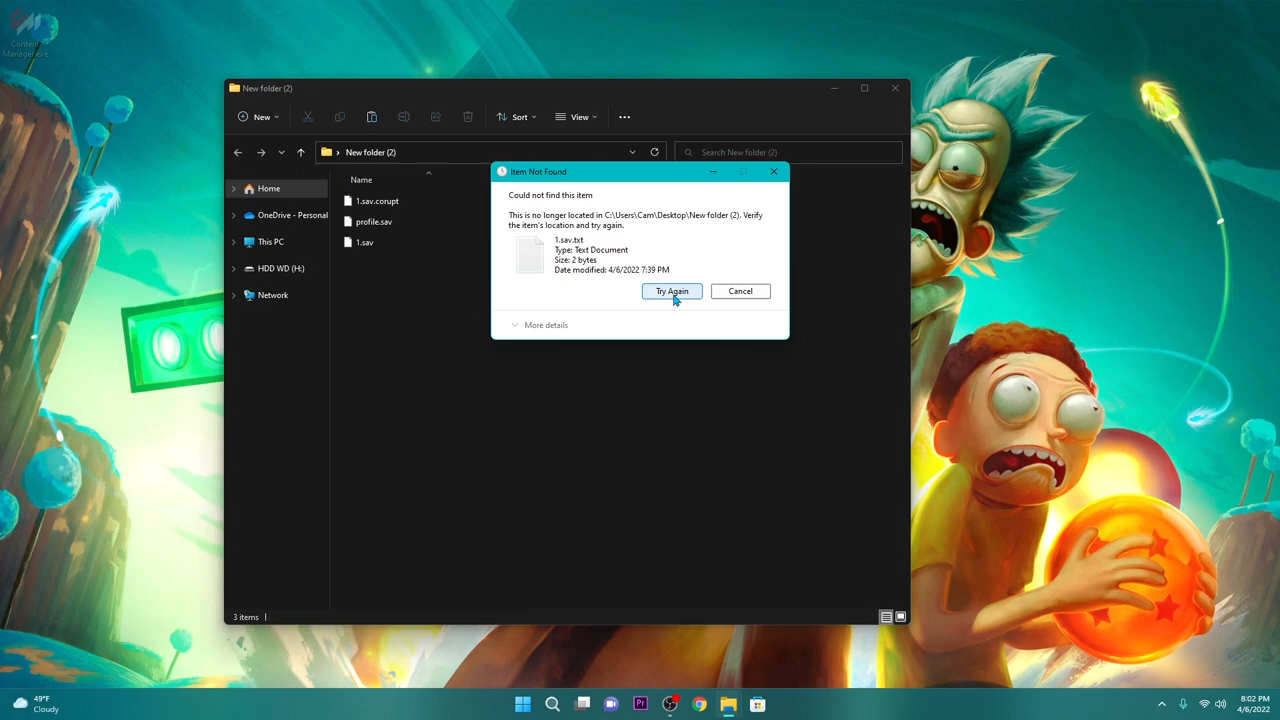 Content
Manager.exe
New folder (2)
New
Sort
View
New folder (2)
Search New folder (2)
Home
OneDrive - Personal
This PC
HDD WD (H:)
Network
Name
1.sav.corupt
profile.sav
1.sav
Item Not Found
Could not find this item
This is no longer located in C:\Users\Cam\Desktop\New folder (2). Verify
the item's location and try again.
1.sav.txt
Type: Text Document
Size: 2 bytes
Date modified: 4/6/2022 7:39 PM
Try Again
Cancel
More details
3 items
49°F
Cloudy
Pr
8:02 PM
4/6/2022